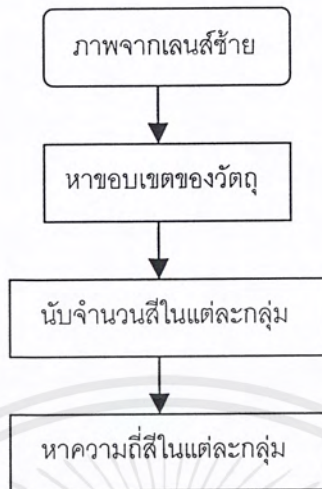 ภาพจากเลนส์ซ้าย
หาขอบเขตของวัตถุ
นับจำนวนสีในแต่ละกลุ่ม
หาความถี่สีในแต่ละกลุ่ม